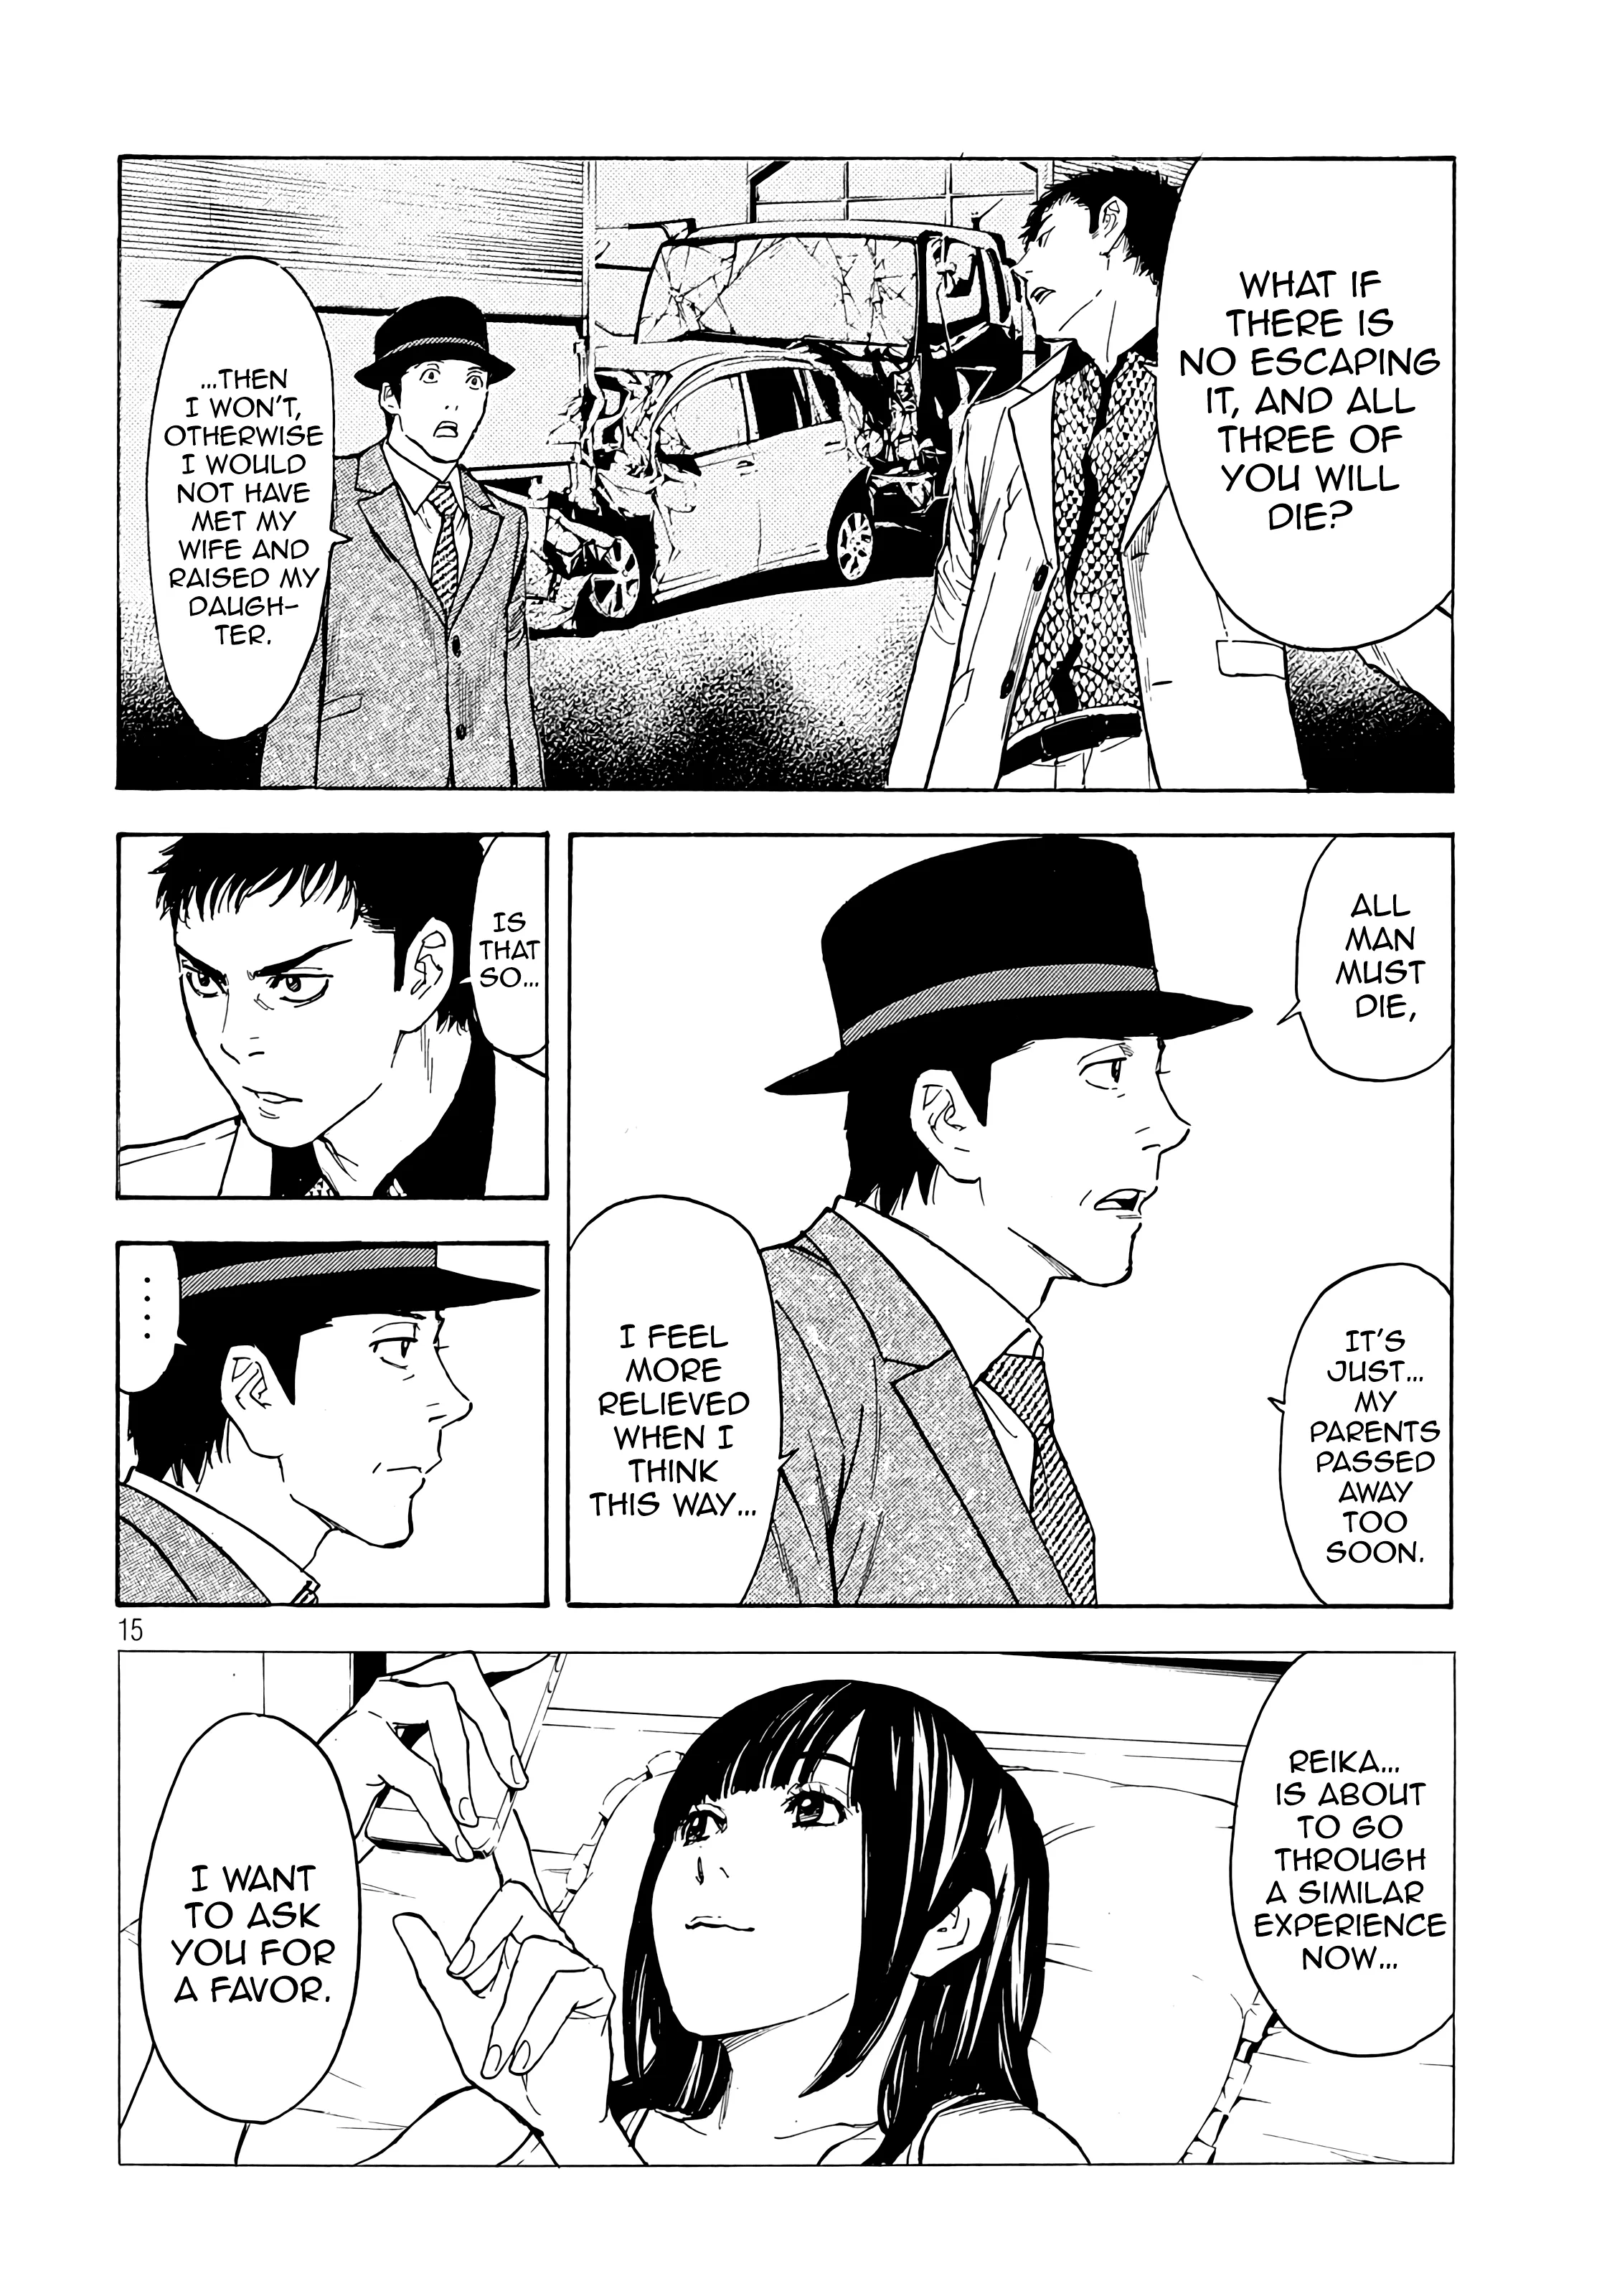 WHAT IF
THERE IS
NO ESCAPING
IT, AND ALL
THREE OF
YOU WILL
DIE?
...THEN
I WON'T,
OTHERWISE
I WOULD
NOT HAVE
MET MY
WIFE AND
RAISED MY
DAUGH-
TER.
ALL
MAN
MUST
DIE,
IT'S
JUST...
MY
PARENTS
PASSED
AWAY
TOO
SOON.
I FEEL
MORE
RELIEVED
WHEN I
THINK
THIS WAY...
IS
THAT
SO...
....
15
REIKA...
IS ABOUT
TO GO
THROUGH
A SIMILAR
EXPERIENCE
NOW...
I WANT
TO ASK
YOU FOR
A FAVOR.